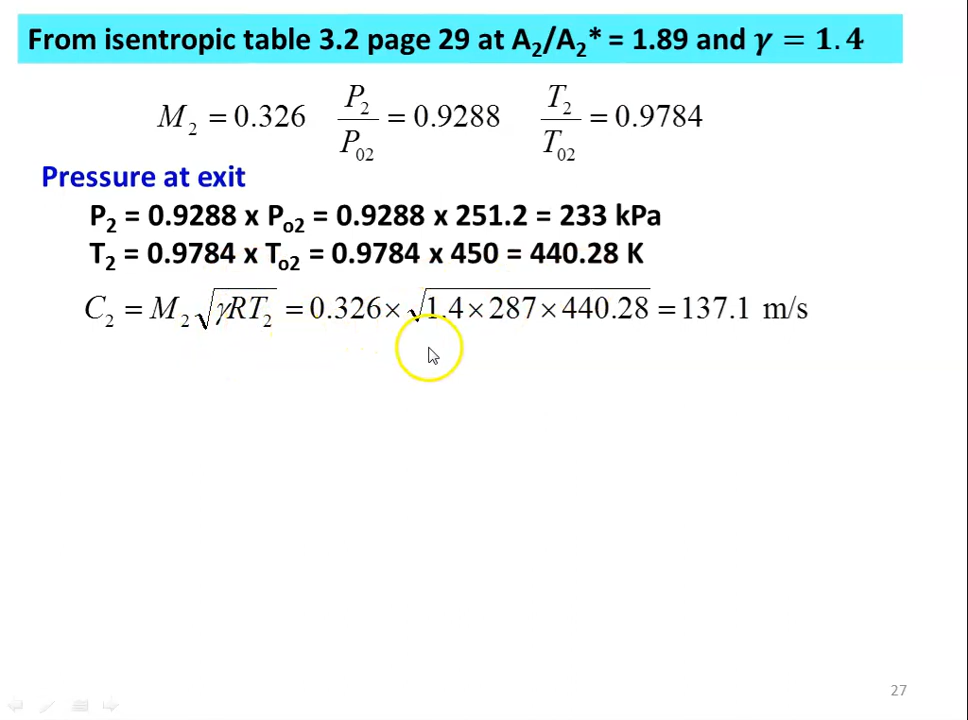 From isentropic table 3.2 page 29 at A₂/A₂* = 1.89 and γ = 1.4
M₂ = 0.326 P₂/P₀₂ = 0.9288 T₂/T₀₂ = 0.9784
Pressure at exit
P₂ = 0.9288 x Pₒ₂ = 0.9288 x 251.2 = 233 kPa
T₂ = 0.9784 x Tₒ₂ = 0.9784 x 450 = 440.28 K
C₂ = M₂√(γRT₂) = 0.326×√(1.4×287×440.28) = 137.1 m/s
27